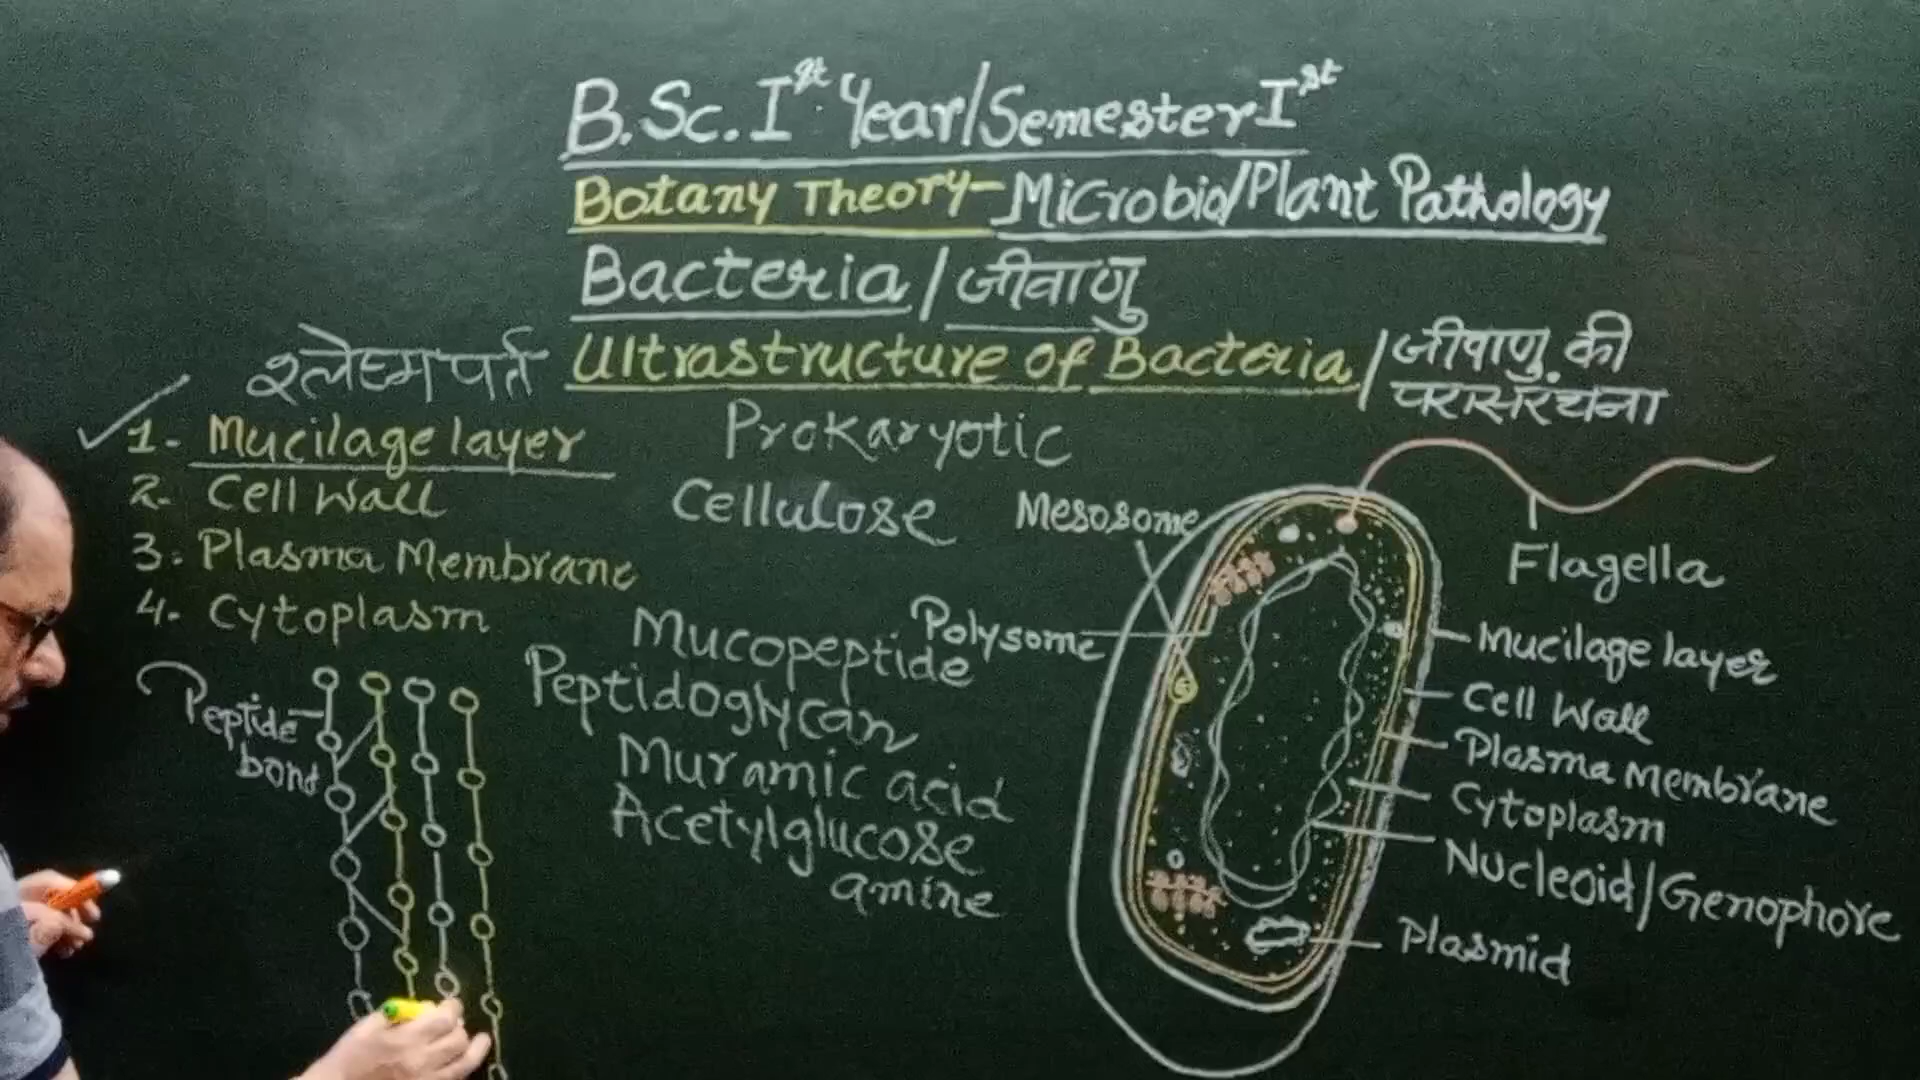 B.Sc. Ist Year/Semester Ist
Botany Theory-Microbio/Plant Pathology
Bacteria/जीवाणु
श्लेष्मपर्त
Ultrastructure of Bacteria/जीवाणु की
परासंरचना
1- Mucilage layer
2- Cell Wall
3. Plasma Membrane
4. Cytoplasm
Prokaryotic
Cellulose
Mucopeptide
Peptidoglycan
Muramic acid
Acetylglucose
amine
Peptide
bond
Mesosome
Polysome
Flagella
Mucilage layer
Cell Wall
Plasma Membrane
Cytoplasm
Nucleoid/Genophore
Plasmid